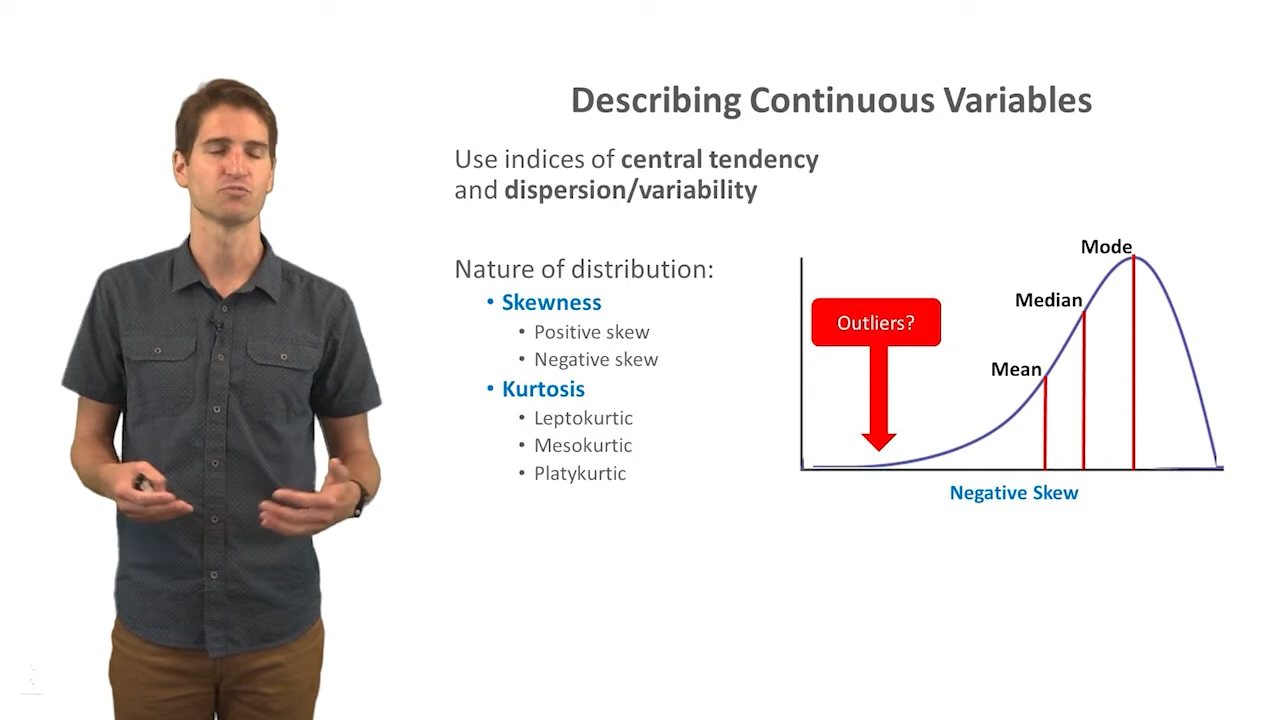 Describing Continuous Variables
Use indices of central tendency
and dispersion/variability
Nature of distribution:
• Skewness
• Positive skew
• Negative skew
• Kurtosis
• Leptokurtic
• Mesokurtic
• Platykurtic
Mode
Median
Outliers?
Mean
Negative Skew